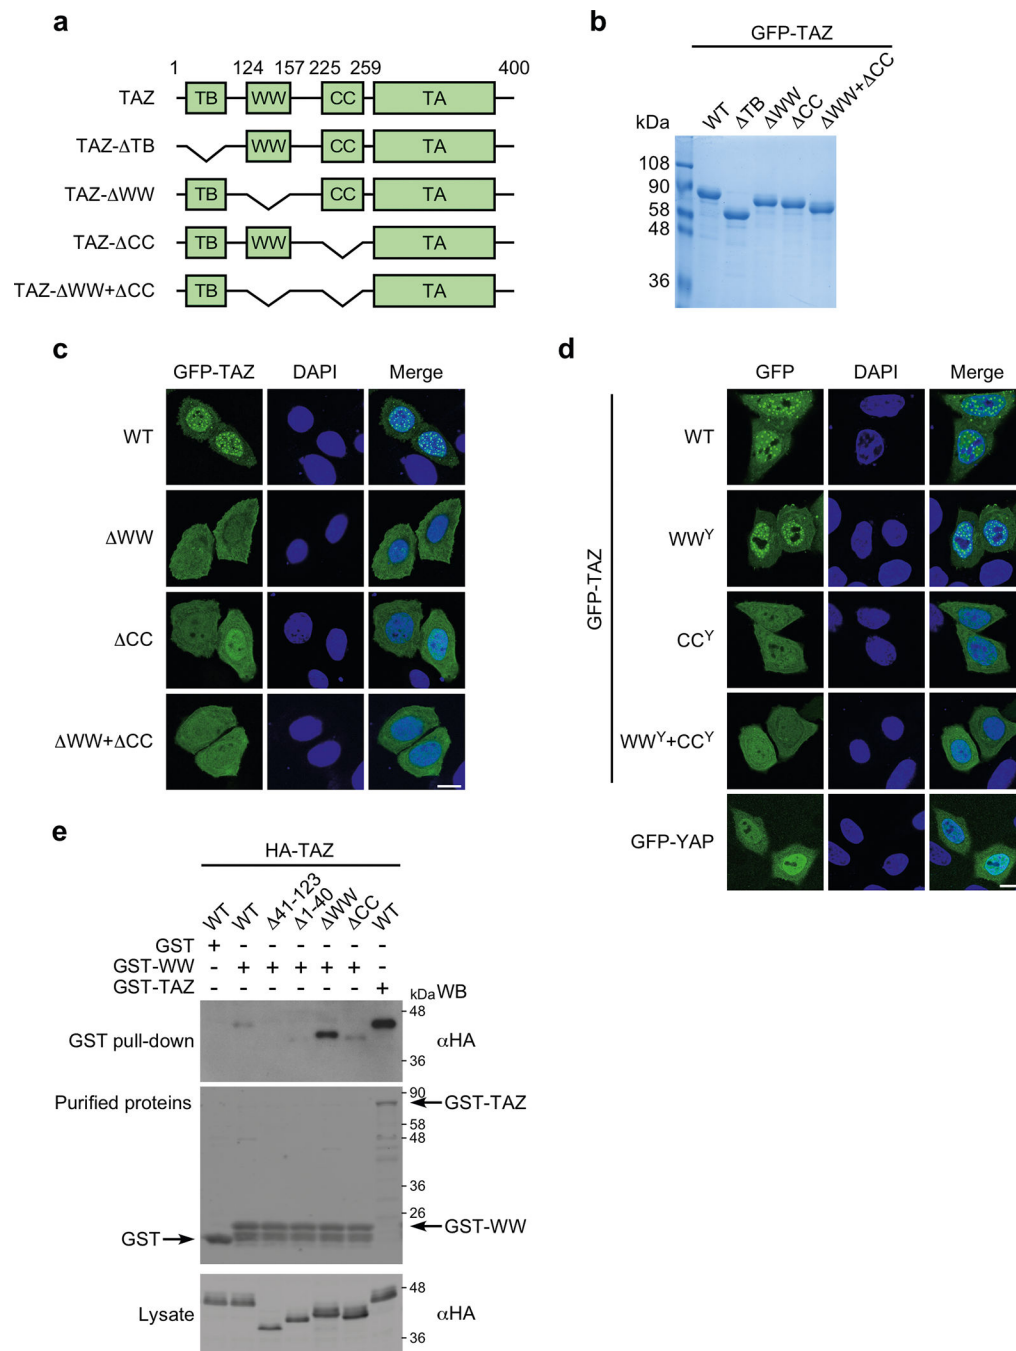 a
1 124 157 225 259 400
TAZ TB WW CC TA
TAZ-ΔTB WW CC TA
TAZ-ΔWW TB CC TA
TAZ-ΔCC TB WW TA
TAZ-ΔWW+ΔCC TB TA
b
GFP-TAZ
kDa WT ΔTB ΔWW ΔCC ΔWW+ΔCC
108
90
58
48
36
c
GFP-TAZ DAPI Merge
WT
ΔWW
ΔCC
ΔWW+ΔCC
d
GFP DAPI Merge
GFP-TAZ
WT
WWʸ
CCʸ
WWʸ+CCʸ
GFP-YAP
e
HA-TAZ
WT WT Δ41-123 Δ1-40 ΔWW ΔCC WT
GST + - - - - - -
GST-WW - + + + + + -
GST-TAZ - - - - - - +
kDa WB
48
GST pull-down αHA
36
90
Purified proteins GST-TAZ
58
48
36
26
GST-WW
GST
48
Lysate αHA
36